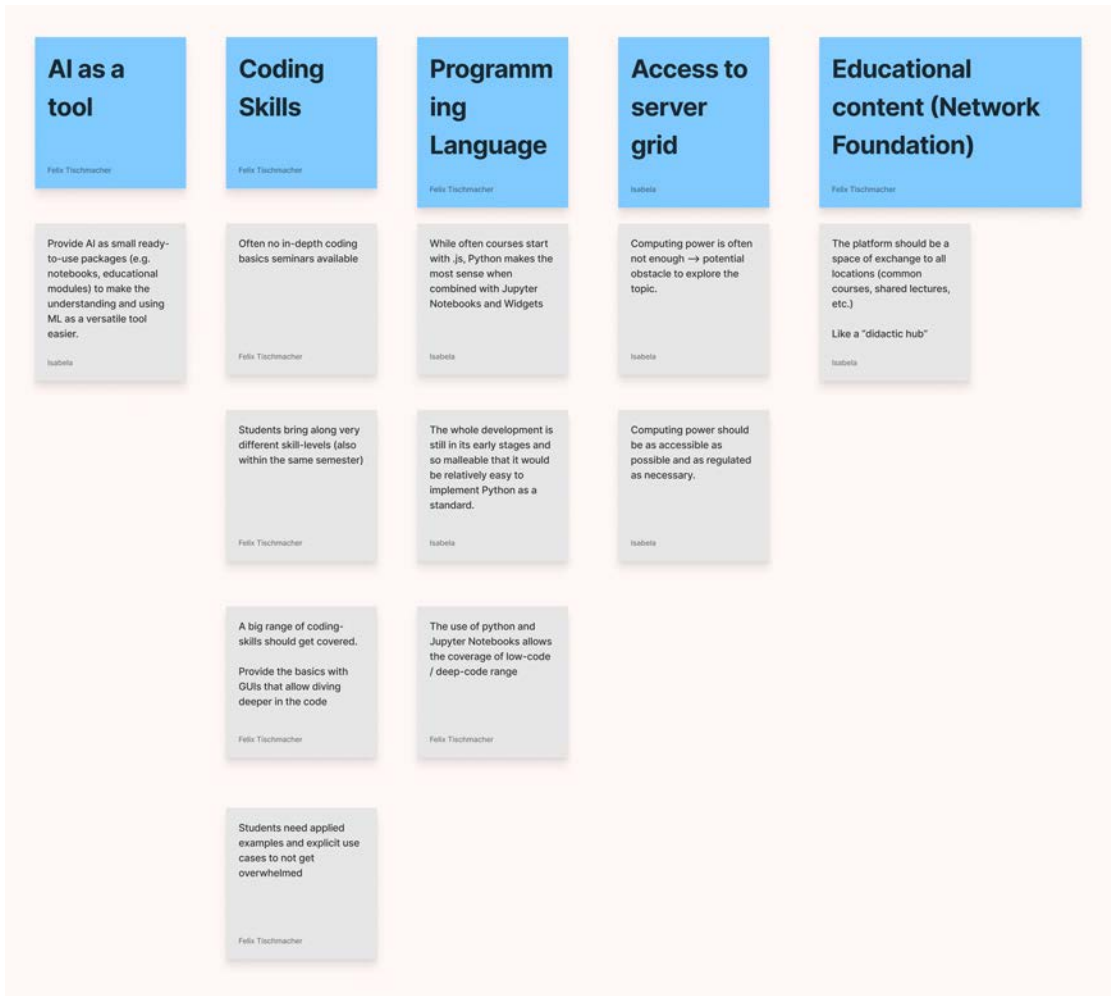 AI as a
tool
Felix Tischmacher
Coding
Skills
Felix Tischmacher
Programm
ing
Language
Felix Tischmacher
Access to
server
grid
Isabela
Educational
content (Network
Foundation)
Felix Tischmacher
Provide AI as small ready-
to-use packages (e.g.
notebooks, educational
modules) to make the
understanding and using
ML as a versatile tool
easier.
Isabela
Often no in-depth coding
basics seminars available
Felix Tischmacher
While often courses start
with .js, Python makes the
most sense when
combined with Jupyter
Notebooks and Widgets
Isabela
Computing power is often
not enough –> potential
obstacle to explore the
topic.
Isabela
The platform should be a
space of exchange to all
locations (common
courses, shared lectures,
etc.)
Like a "didactic hub"
Isabela
Students bring along very
different skill-levels (also
within the same semester)
Felix Tischmacher
The whole development is
still in its early stages and
so malleable that it would
be relatively easy to
implement Python as a
standard.
Isabela
Computing power should
be as accessible as
possible and as regulated
as necessary.
Isabela
A big range of coding-
skills should get covered.
Provide the basics with
GUIs that allow diving
deeper in the code
Felix Tischmacher
The use of python and
Jupyter Notebooks allows
the coverage of low-code
/ deep-code range
Felix Tischmacher
Students need applied
examples and explicit use
cases to not get
overwhelmed
Felix Tischmacher